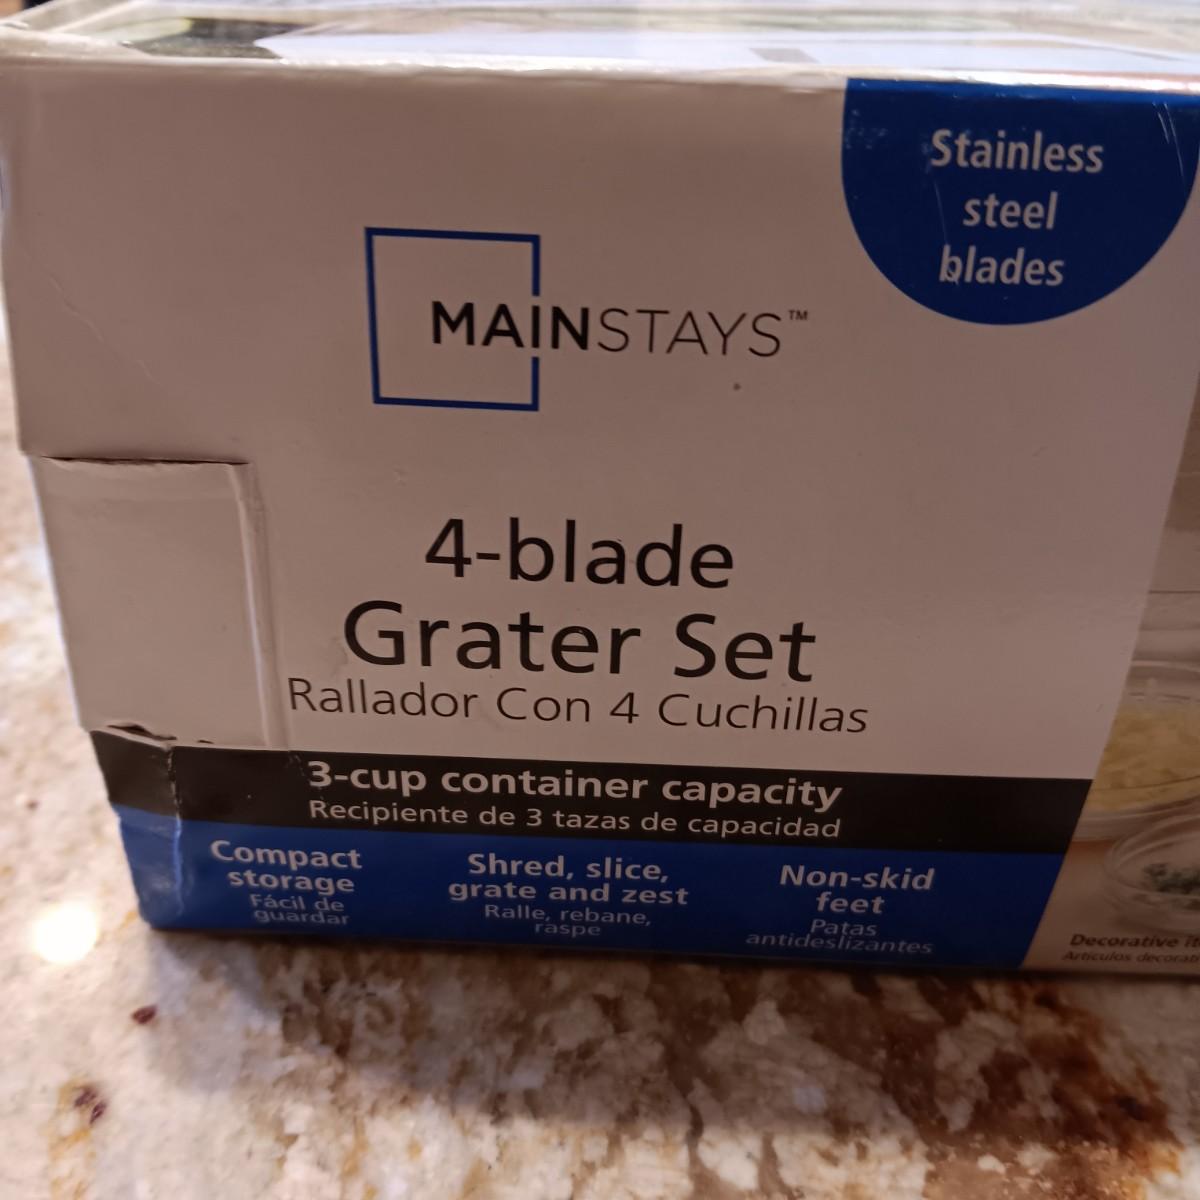 Stainless
steel
blades
MAINSTAYS™
4-blade
Grater Set
Rallador Con 4 Cuchillas
3-cup container capacity
Recipiente de 3 tazas de capacidad
Compact
storage
Fácil de
guardar
Shred, slice,
grate and zest
Ralle, rebane,
raspe
Non-skid
feet
Patas
antideslizantes
Decorative
Artículos